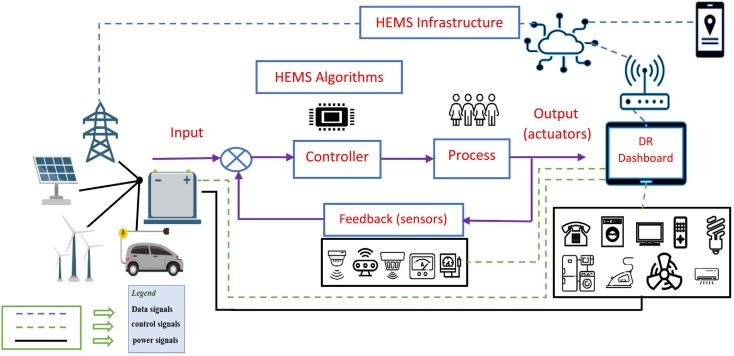 HEMS Infrastructure
HEMS Algorithms
Input
Output
(actuators)
DR
Dashboard
Controller
Process
Feedback (sensors)
Legend
Data signals
control signals
power signals